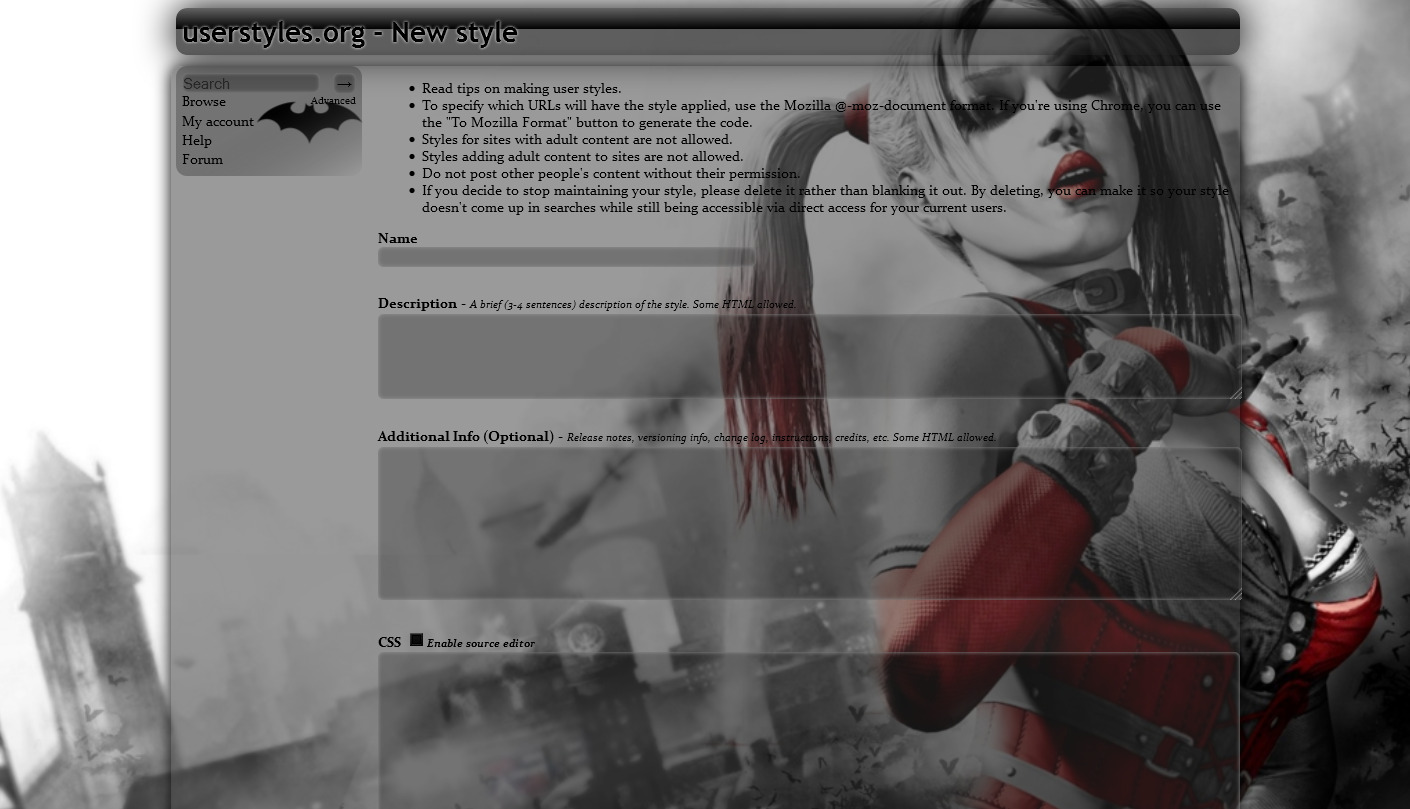 userstyles.org - New style
Search →
Advanced
Browse
My account
Help
Forum
• Read tips on making user styles.
• To specify which URLs will have the style applied, use the Mozilla @-moz-document format. If you're using Chrome, you can use
the "To Mozilla Format" button to generate the code.
• Styles for sites with adult content are not allowed.
• Styles adding adult content to sites are not allowed.
• Do not post other people's content without their permission.
• If you decide to stop maintaining your style, please delete it rather than blanking it out. By deleting, you can make it so your style
doesn't come up in searches while still being accessible via direct access for your current users.
Name
Description - A brief (3-4 sentences) description of the style. Some HTML allowed.
Additional Info (Optional) - Release notes, versioning info, change log, instructions, credits, etc. Some HTML allowed.
CSS Enable source editor